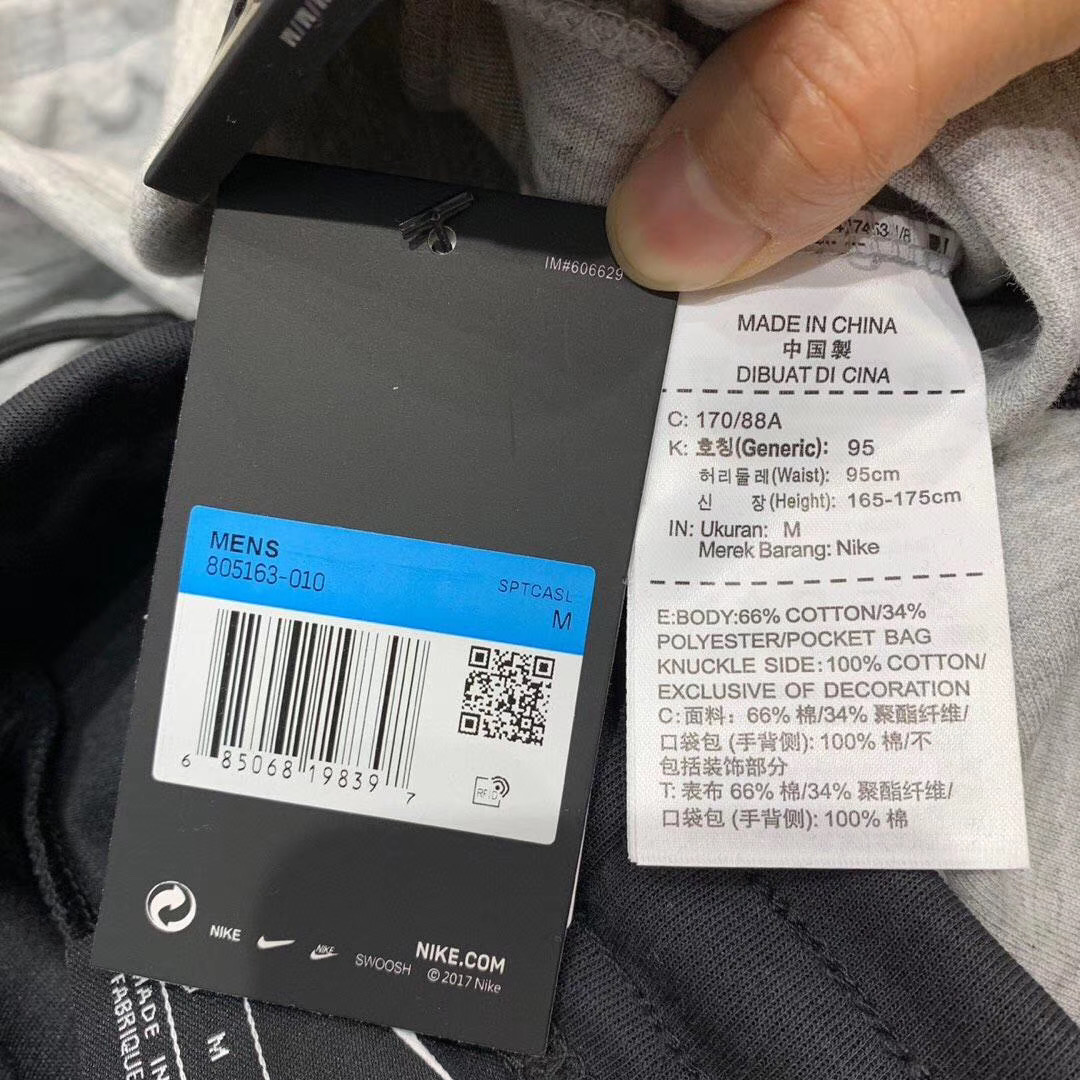 IM#606629
MENS
805163-010
SPTCASL
M
6 85068 19839 7
RFID
NIKE
NIKE
SWOOSH
NIKE.COM
© 2017 Nike
MADE IN CHINA
中国製
DIBUAT DI CINA
C: 170/88A
K: 호칭(Generic): 95
허리둘레(Waist): 95cm
신 장(Height): 165-175cm
IN: Ukuran: M
Merek Barang: Nike
E:BODY:66% COTTON/34%
POLYESTER/POCKET BAG
KNUCKLE SIDE:100% COTTON/
EXCLUSIVE OF DECORATION
C:面料：66% 棉/34% 聚酯纤维/
口袋包 (手背侧): 100% 棉/不
包括装饰部分
T: 表布 66% 棉/34% 聚酯纤维/
口袋包 (手背侧): 100% 棉
M
MADE IN
FABRIQUE